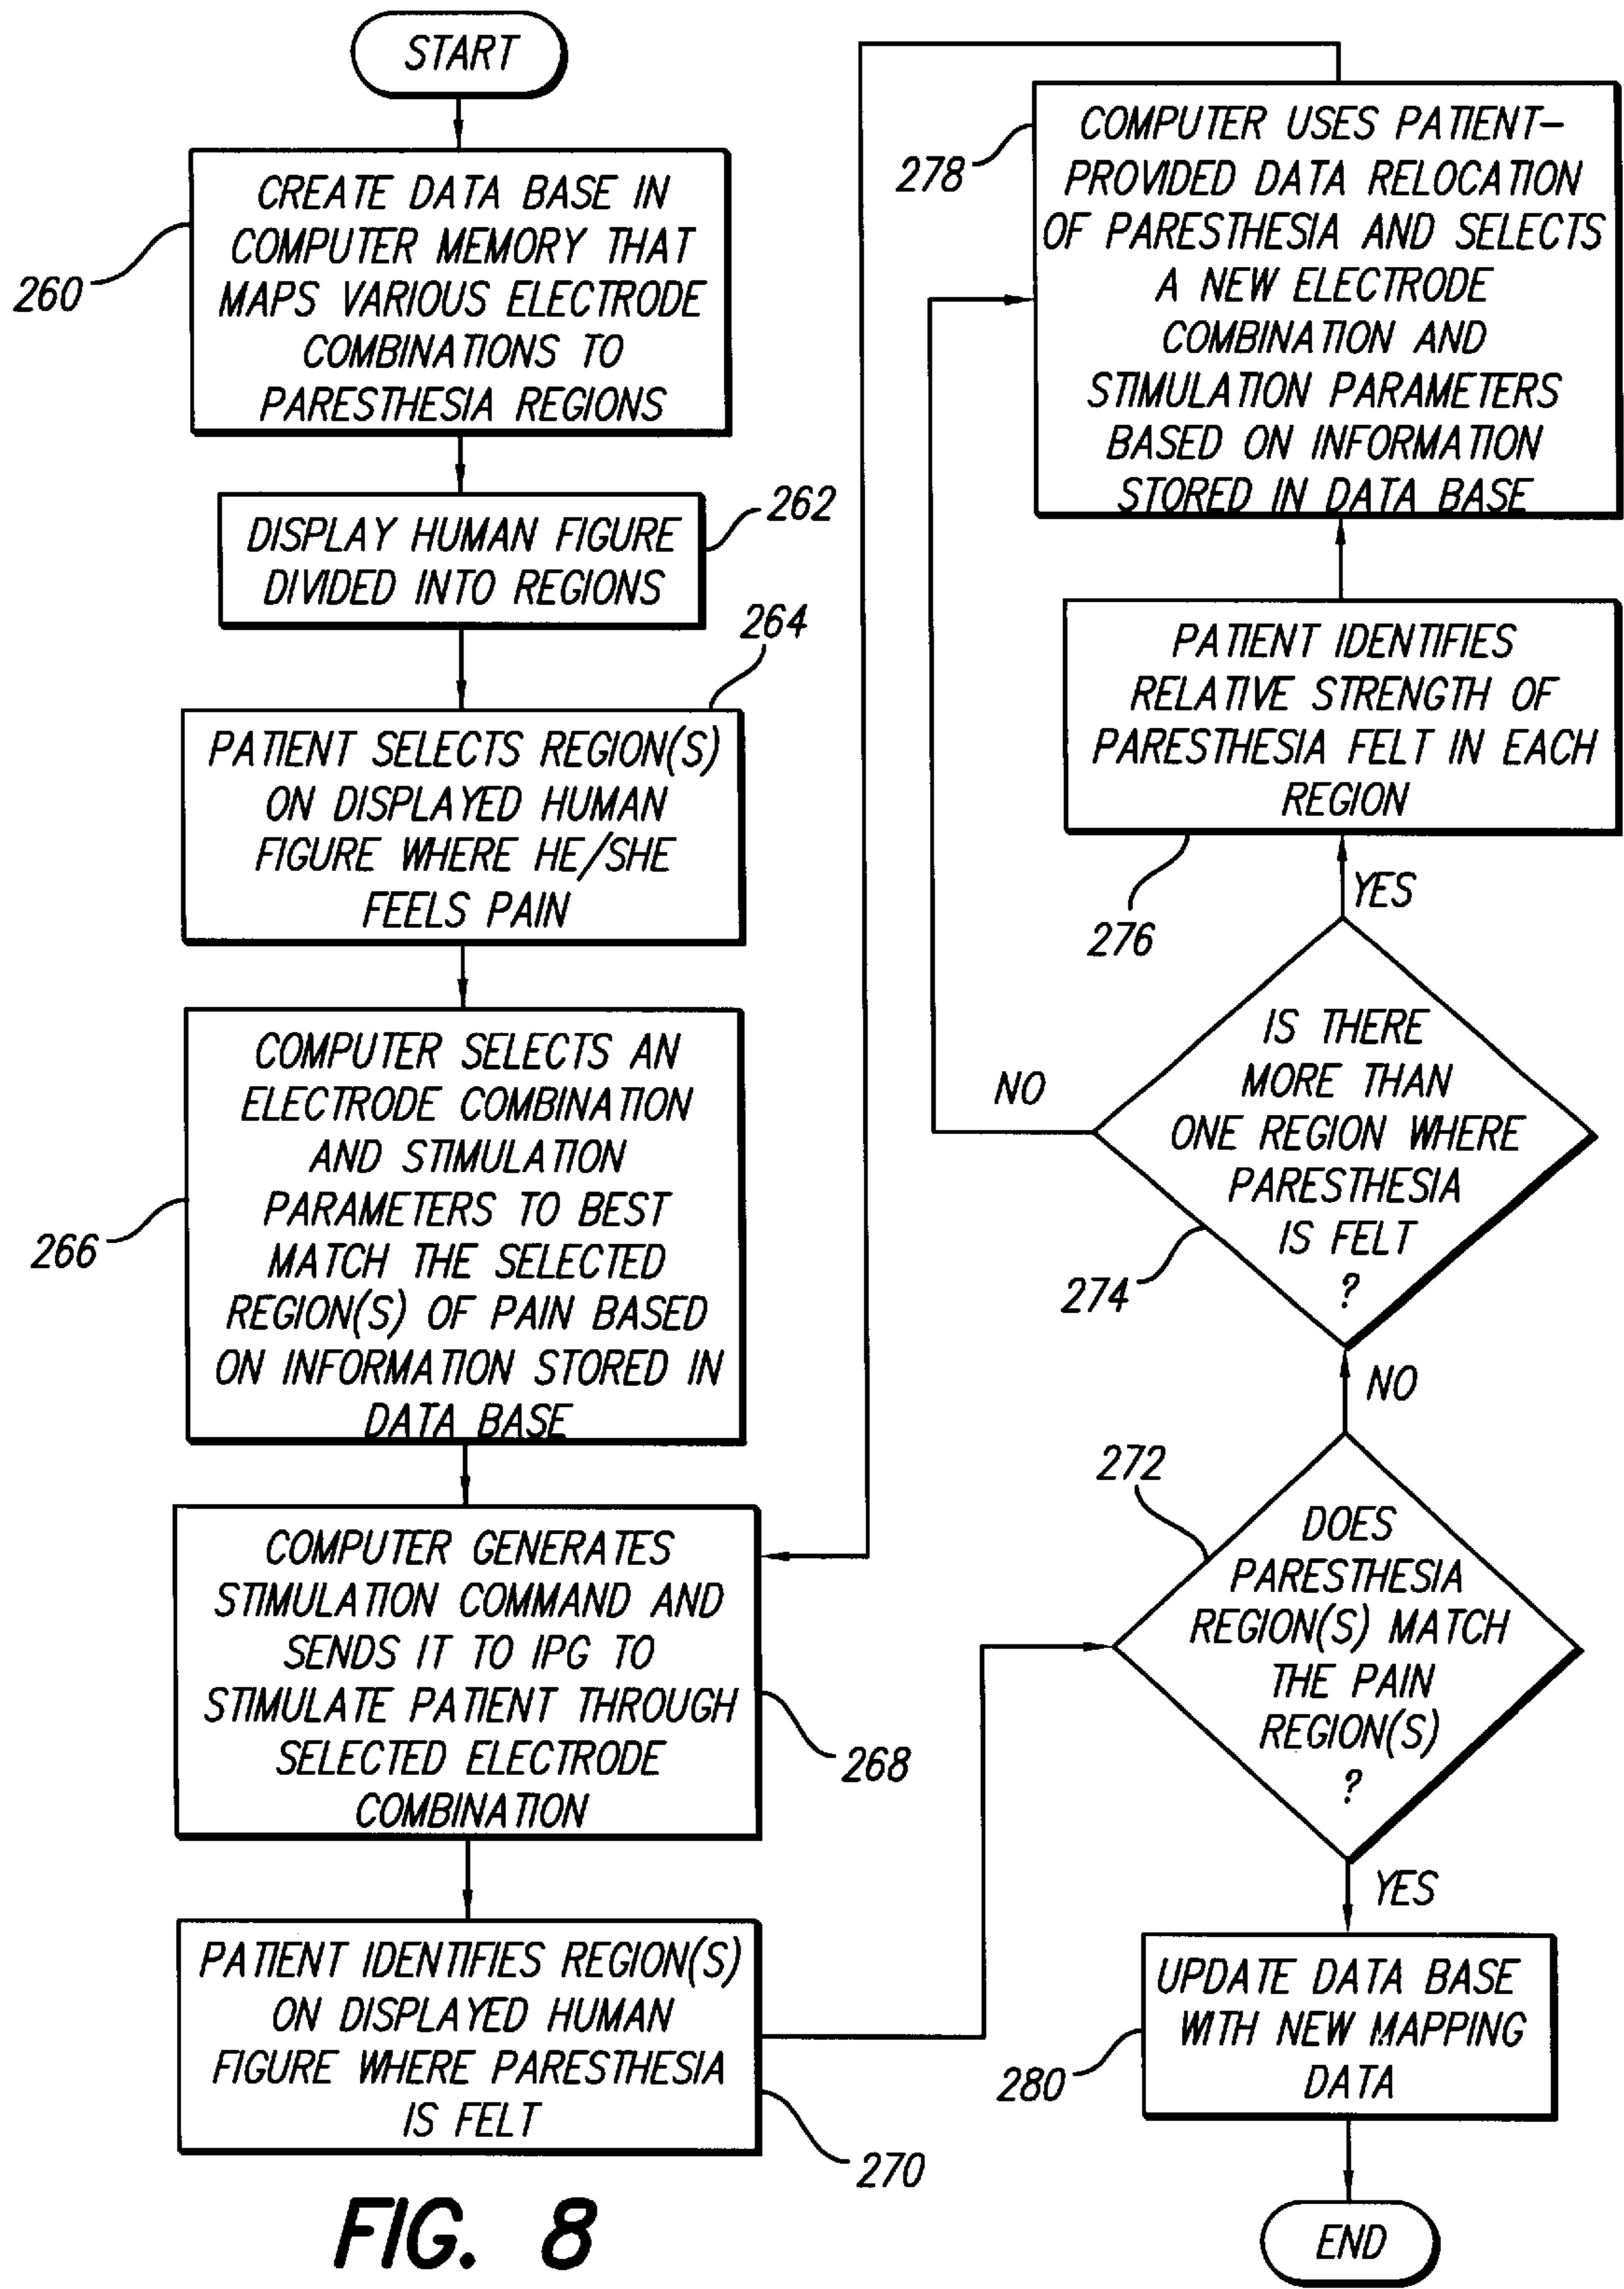 START
CREATE DATA BASE IN
COMPUTER MEMORY THAT
MAPS VARIOUS ELECTRODE
COMBINATIONS TO
PARESTHESIA REGIONS
260
DISPLAY HUMAN FIGURE
DIVIDED INTO REGIONS
262
264
PATIENT SELECTS REGION(S)
ON DISPLAYED HUMAN
FIGURE WHERE HE/SHE
FEELS PAIN
COMPUTER SELECTS AN
ELECTRODE COMBINATION
AND STIMULATION
PARAMETERS TO BEST
MATCH THE SELECTED
REGION(S) OF PAIN BASED
ON INFORMATION STORED IN
DATA BASE
266
COMPUTER GENERATES
STIMULATION COMMAND AND
SENDS IT TO IPG TO
STIMULATE PATIENT THROUGH
SELECTED ELECTRODE
COMBINATION
268
PATIENT IDENTIFIES REGION(S)
ON DISPLAYED HUMAN
FIGURE WHERE PARESTHESIA
IS FELT
270
COMPUTER USES PATIENT-
PROVIDED DATA RELOCATION
OF PARESTHESIA AND SELECTS
A NEW ELECTRODE
COMBINATION AND
STIMULATION PARAMETERS
BASED ON INFORMATION
STORED IN DATA BASE
278
PATIENT IDENTIFIES
RELATIVE STRENGTH OF
PARESTHESIA FELT IN EACH
REGION
276
YES
IS THERE
MORE THAN
ONE REGION WHERE
PARESTHESIA
IS FELT
?
NO
274
NO
272
DOES
PARESTHESIA
REGION(S) MATCH
THE PAIN
REGION(S)
?
YES
UPDATE DATA BASE
WITH NEW MAPPING
DATA
280
END
FIG. 8